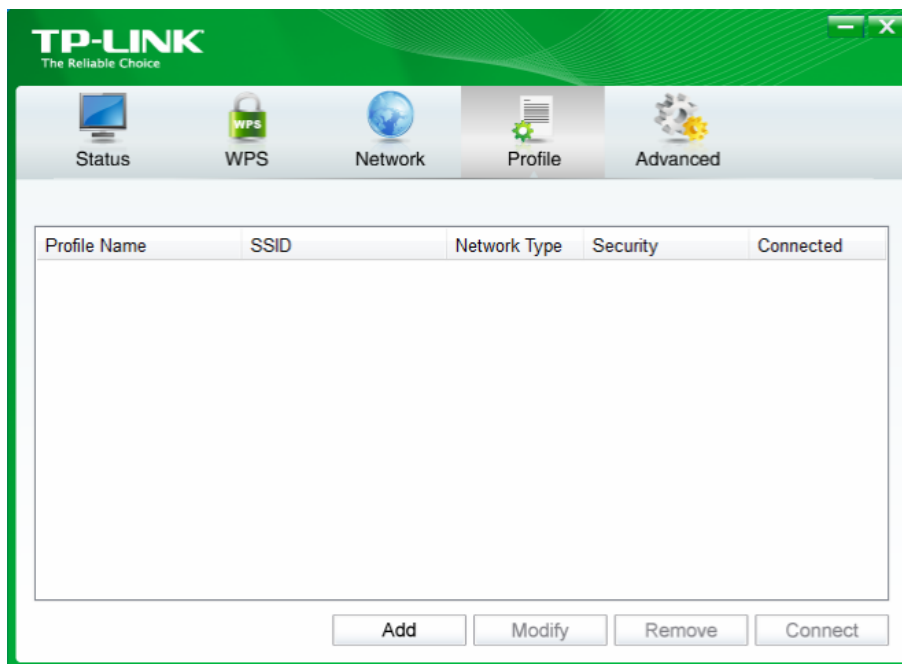 TP-LINK
The Reliable Choice
WPS
Status WPS Network Profile Advanced
Profile Name SSID Network Type Security Connected
Add Modify Remove Connect